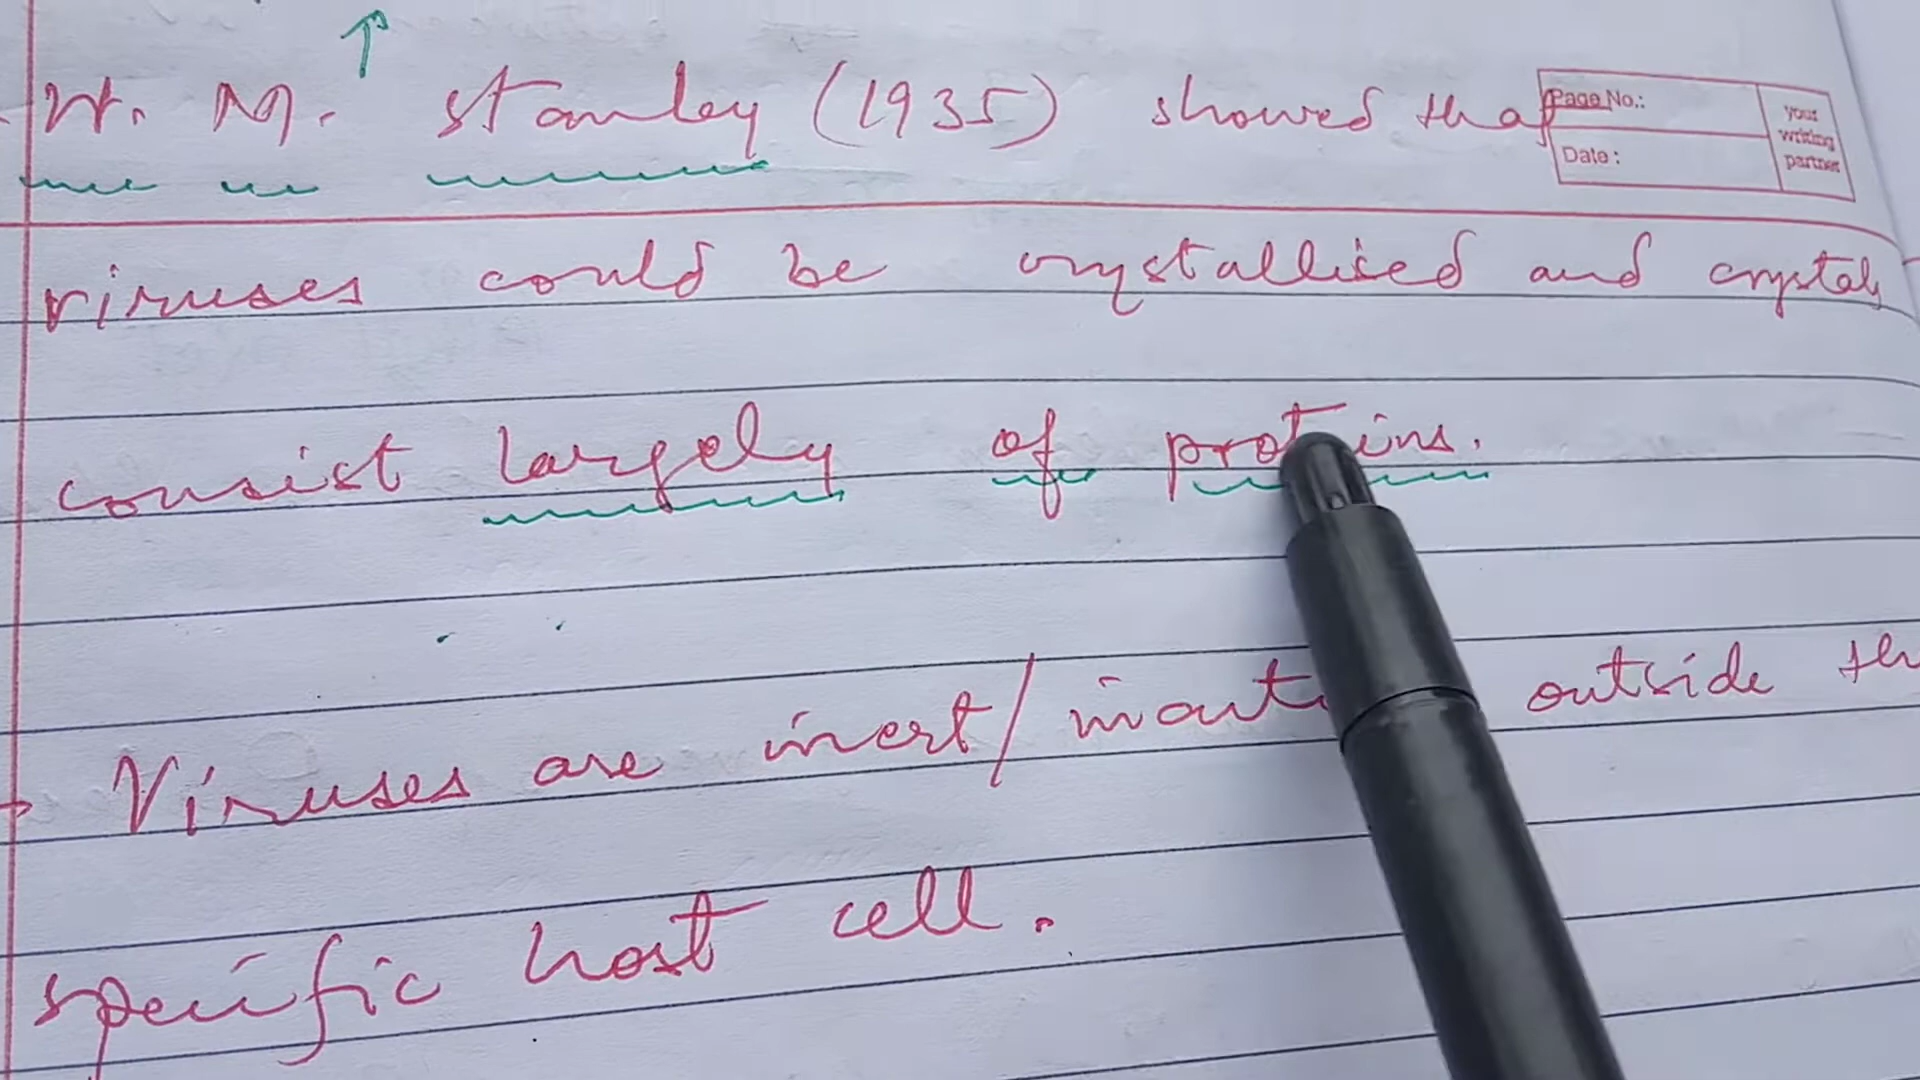 W. M. Stanley (1935) showed that
Page No.:
Date:
your writing partner
viruses could be crystallised and crystals
consist largely of proteins.
Viruses are inert/ outside
specific host cell.